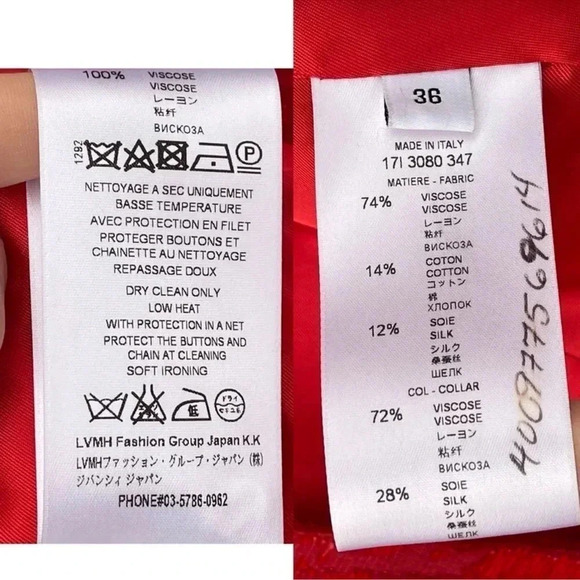 100% VISCOSE
VISCOSE
レーヨン
粘纤
ВИСКОЗА
1292
P
NETTOYAGE A SEC UNIQUEMENT
BASSE TEMPERATURE
AVEC PROTECTION EN FILET
PROTEGER BOUTONS ET
CHAINETTE AU NETTOYAGE
REPASSAGE DOUX
DRY CLEAN ONLY
LOW HEAT
WITH PROTECTION IN A NET
PROTECT THE BUTTONS AND
CHAIN AT CLEANING
SOFT IRONING
低 ドライ
LVMH Fashion Group Japan K.K
LVMHファッション・グループ・ジャパン (株)
ジバンシィ ジャパン
PHONE#03-5786-0962
36
MADE IN ITALY
17I 3080 347
MATIERE - FABRIC
74% VISCOSE
VISCOSE
レーヨン
粘纤
ВИСКОЗА
14% COTON
COTTON
コットン
棉
ХЛОПОК
12% SOIE
SILK
シルク
桑蚕丝
ШЕЛК
COL - COLLAR
72% VISCOSE
VISCOSE
レーヨン
粘纤
ВИСКОЗА
28% SOIE
SILK
シルク
桑蚕丝
ШЕЛК
400977569614